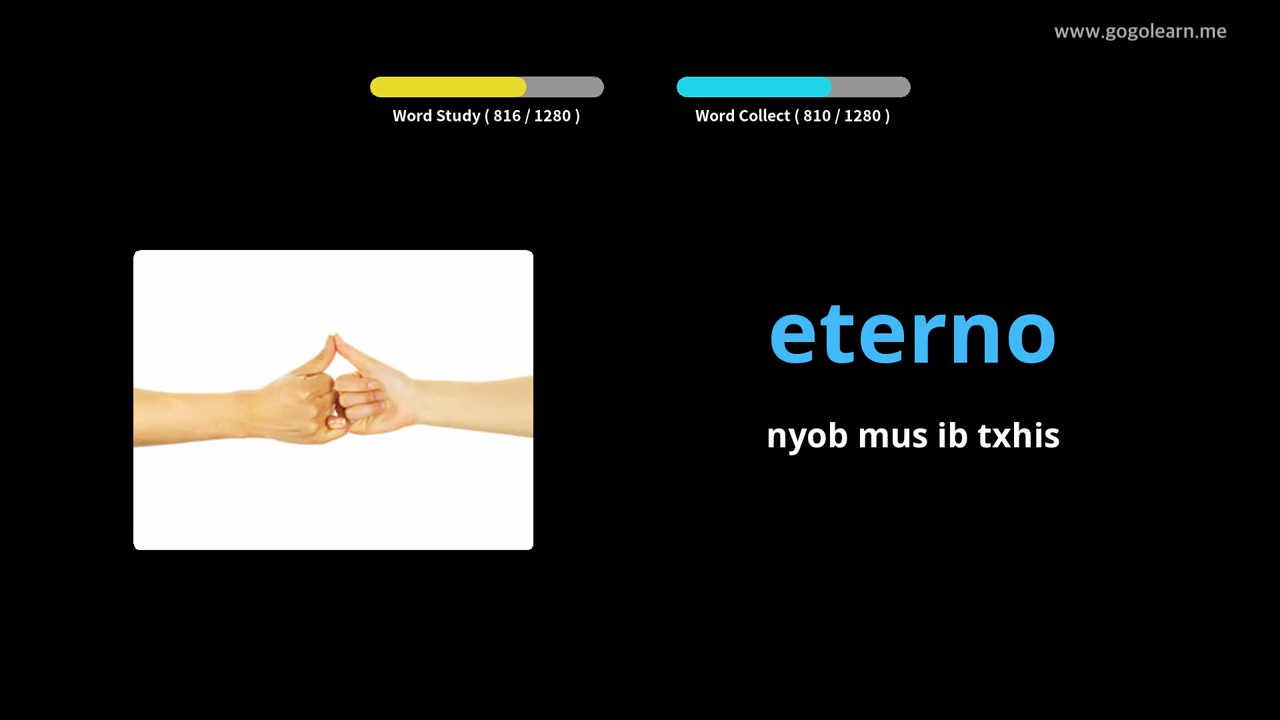 www.gogolearn.me
Word Study ( 816 / 1280 )
Word Collect ( 810 / 1280 )
eterno
nyob mus ib txhis